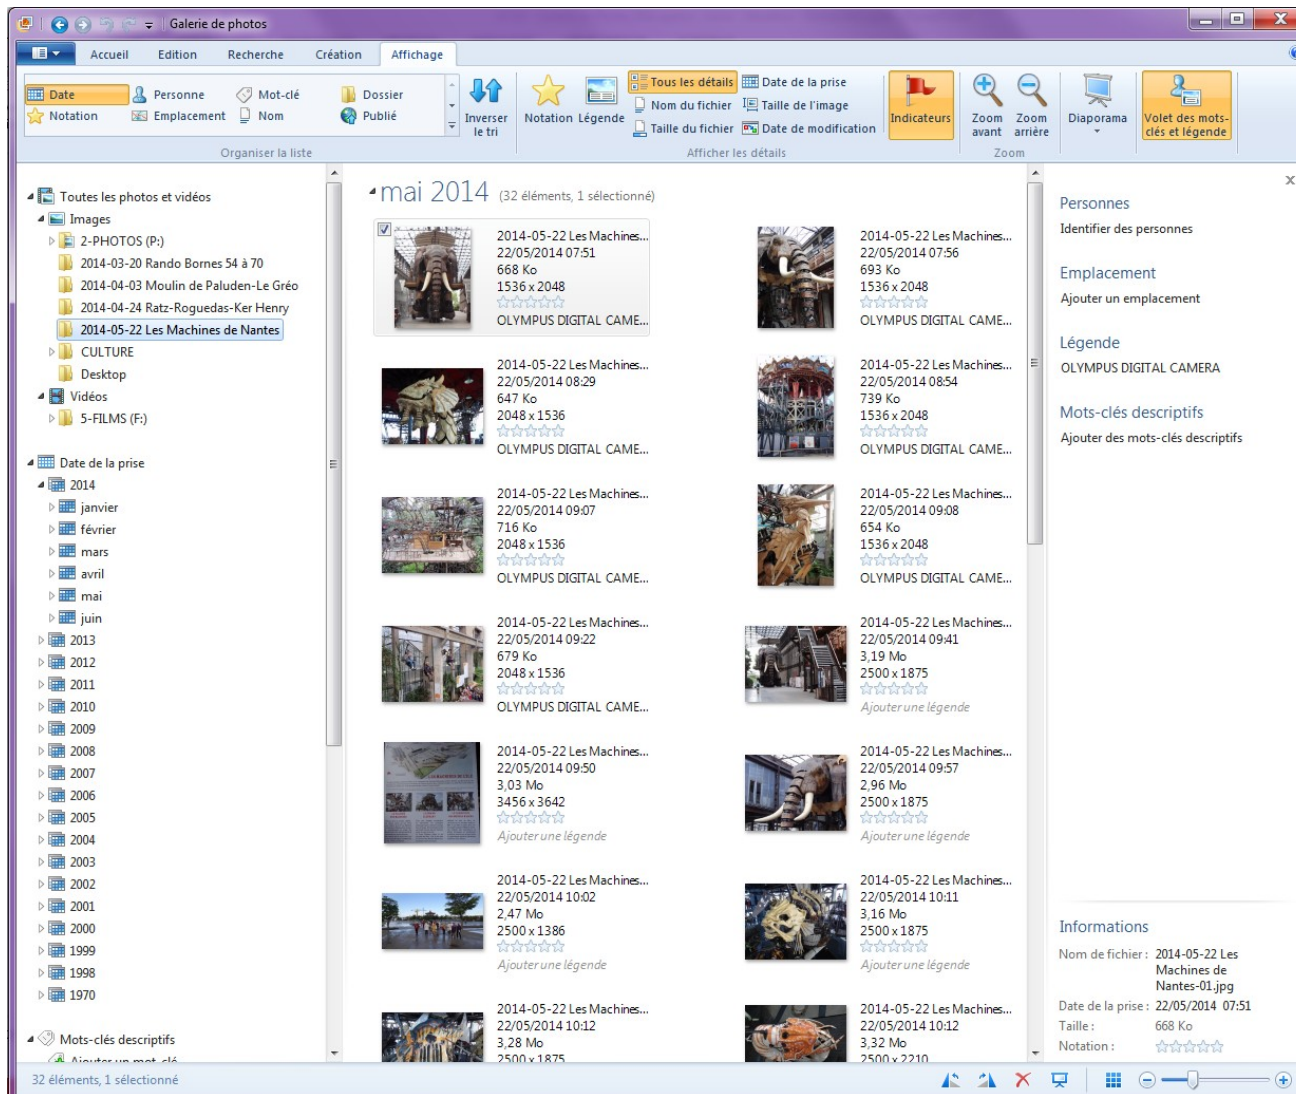 Galerie de photos
Accueil Edition Recherche Création Affichage
Date Personne Mot-clé Dossier
Notation Emplacement Nom Publié
Organiser la liste
Inverser le tri
Notation Légende
Tous les détails Date de la prise
Nom du fichier Taille de l'image
Taille du fichier Date de modification
Afficher les détails
Indicateurs
Zoom avant Zoom arrière
Zoom
Diaporama
Volet des mots-clés et légende
Toutes les photos et vidéos
Images
2-PHOTOS (P:)
2014-03-20 Rando Bornes 54 à 70
2014-04-03 Moulin de Paluden-Le Gréo
2014-04-24 Ratz-Roguedas-Ker Henry
2014-05-22 Les Machines de Nantes
CULTURE
Desktop
Vidéos
5-FILMS (F:)
Date de la prise
2014
janvier
février
mars
avril
mai
juin
2013
2012
2011
2010
2009
2008
2007
2006
2005
2004
2003
2002
2001
2000
1999
1998
1970
Mots-clés descriptifs
Ajouter un mot-clé
mai 2014 (32 éléments, 1 sélectionné)
2014-05-22 Les Machines...
22/05/2014 07:51
668 Ko
1536 x 2048
OLYMPUS DIGITAL CAME...
2014-05-22 Les Machines...
22/05/2014 07:56
693 Ko
1536 x 2048
OLYMPUS DIGITAL CAME...
2014-05-22 Les Machines...
22/05/2014 08:29
647 Ko
2048 x 1536
OLYMPUS DIGITAL CAME...
2014-05-22 Les Machines...
22/05/2014 08:54
739 Ko
1536 x 2048
OLYMPUS DIGITAL CAME...
2014-05-22 Les Machines...
22/05/2014 09:07
716 Ko
2048 x 1536
OLYMPUS DIGITAL CAME...
2014-05-22 Les Machines...
22/05/2014 09:08
654 Ko
1536 x 2048
OLYMPUS DIGITAL CAME...
2014-05-22 Les Machines...
22/05/2014 09:22
679 Ko
2048 x 1536
OLYMPUS DIGITAL CAME...
2014-05-22 Les Machines...
22/05/2014 09:41
3,19 Mo
2500 x 1875
Ajouter une légende
2014-05-22 Les Machines...
22/05/2014 09:50
3,03 Mo
3456 x 3642
Ajouter une légende
2014-05-22 Les Machines...
22/05/2014 09:57
2,96 Mo
2500 x 1875
Ajouter une légende
2014-05-22 Les Machines...
22/05/2014 10:02
2,47 Mo
2500 x 1386
Ajouter une légende
2014-05-22 Les Machines...
22/05/2014 10:11
3,16 Mo
2500 x 1875
Ajouter une légende
2014-05-22 Les Machines...
22/05/2014 10:12
3,28 Mo
2500 x 1875
2014-05-22 Les Machines...
22/05/2014 10:12
3,32 Mo
2500 x 2210
Personnes
Identifier des personnes
Emplacement
Ajouter un emplacement
Légende
OLYMPUS DIGITAL CAMERA
Mots-clés descriptifs
Ajouter des mots-clés descriptifs
Informations
Nom de fichier : 2014-05-22 Les
Machines de
Nantes-01.jpg
Date de la prise : 22/05/2014 07:51
Taille : 668 Ko
Notation :
32 éléments, 1 sélectionné